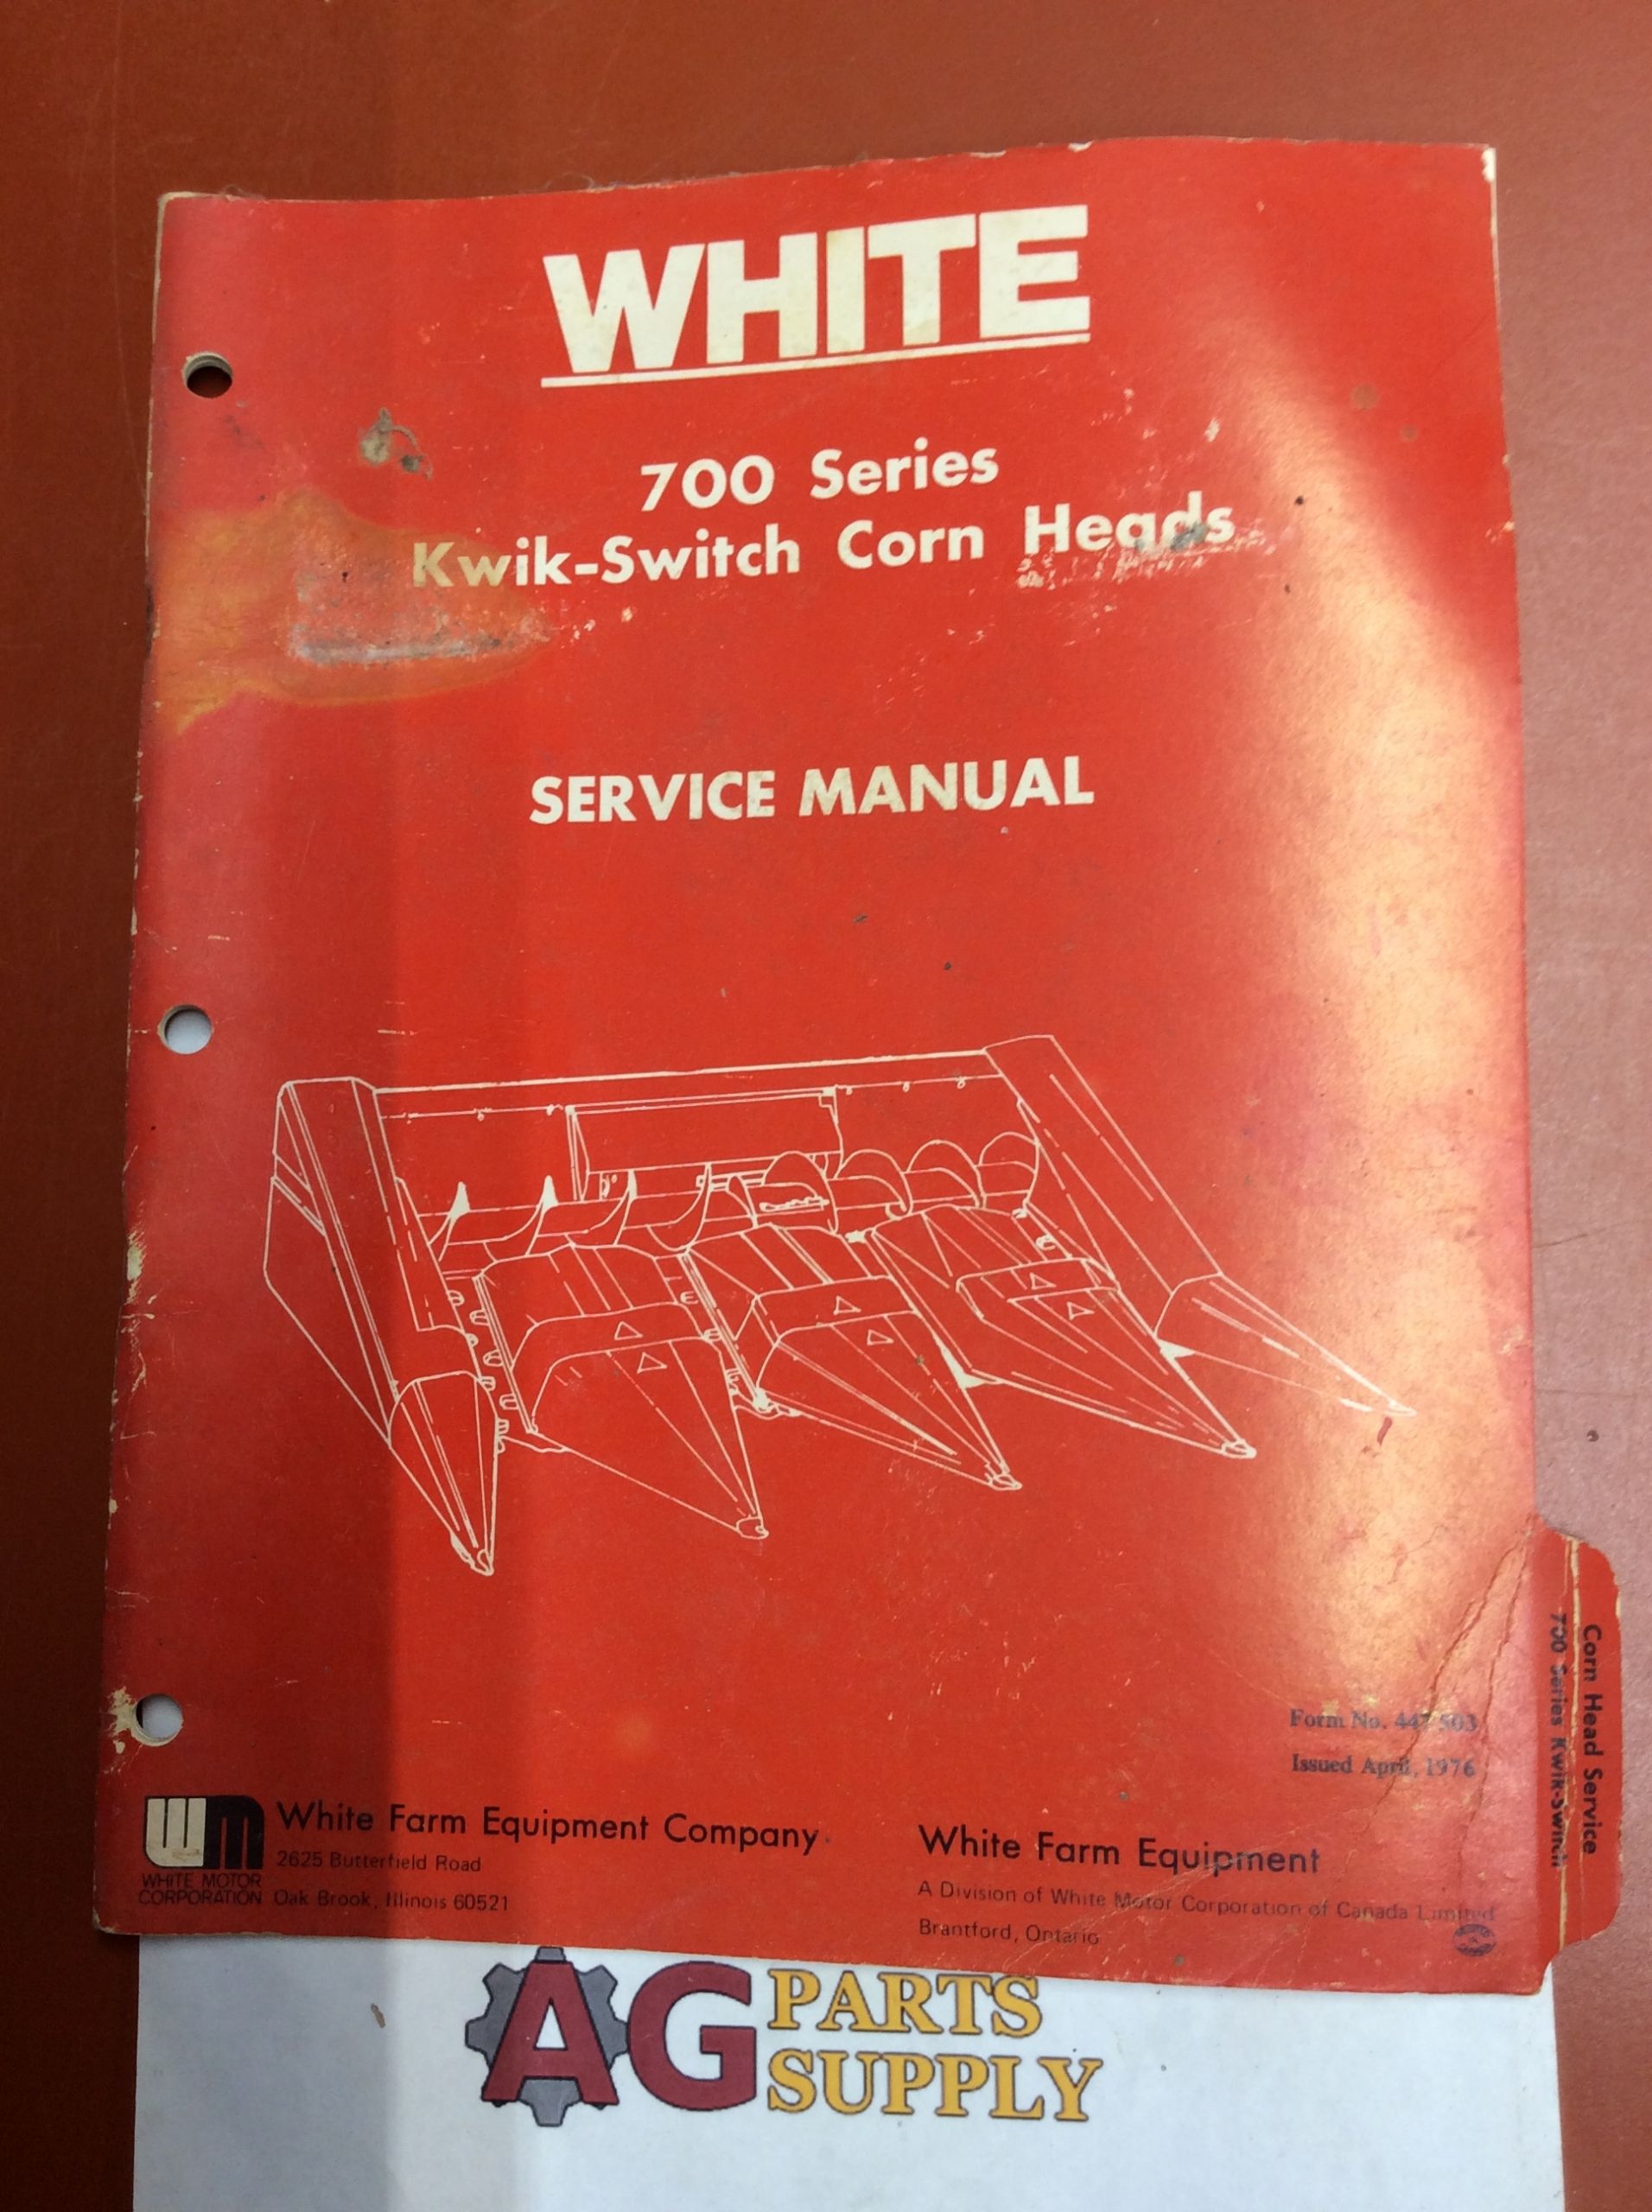 WHITE
700 Series
Kwik-Switch Corn Heads
SERVICE MANUAL
Form No. 503
Issued April, 1976
Corn Head Service
700 Series Kwik-Switch
WM
WHITE MOTOR
CORPORATION
White Farm Equipment Company
2625 Butterfield Road
Oak Brook, Illinois 60521
White Farm Equipment
A Division of White Motor Corporation of Canada Limited
Brantford, Ontario
AG PARTS
SUPPLY